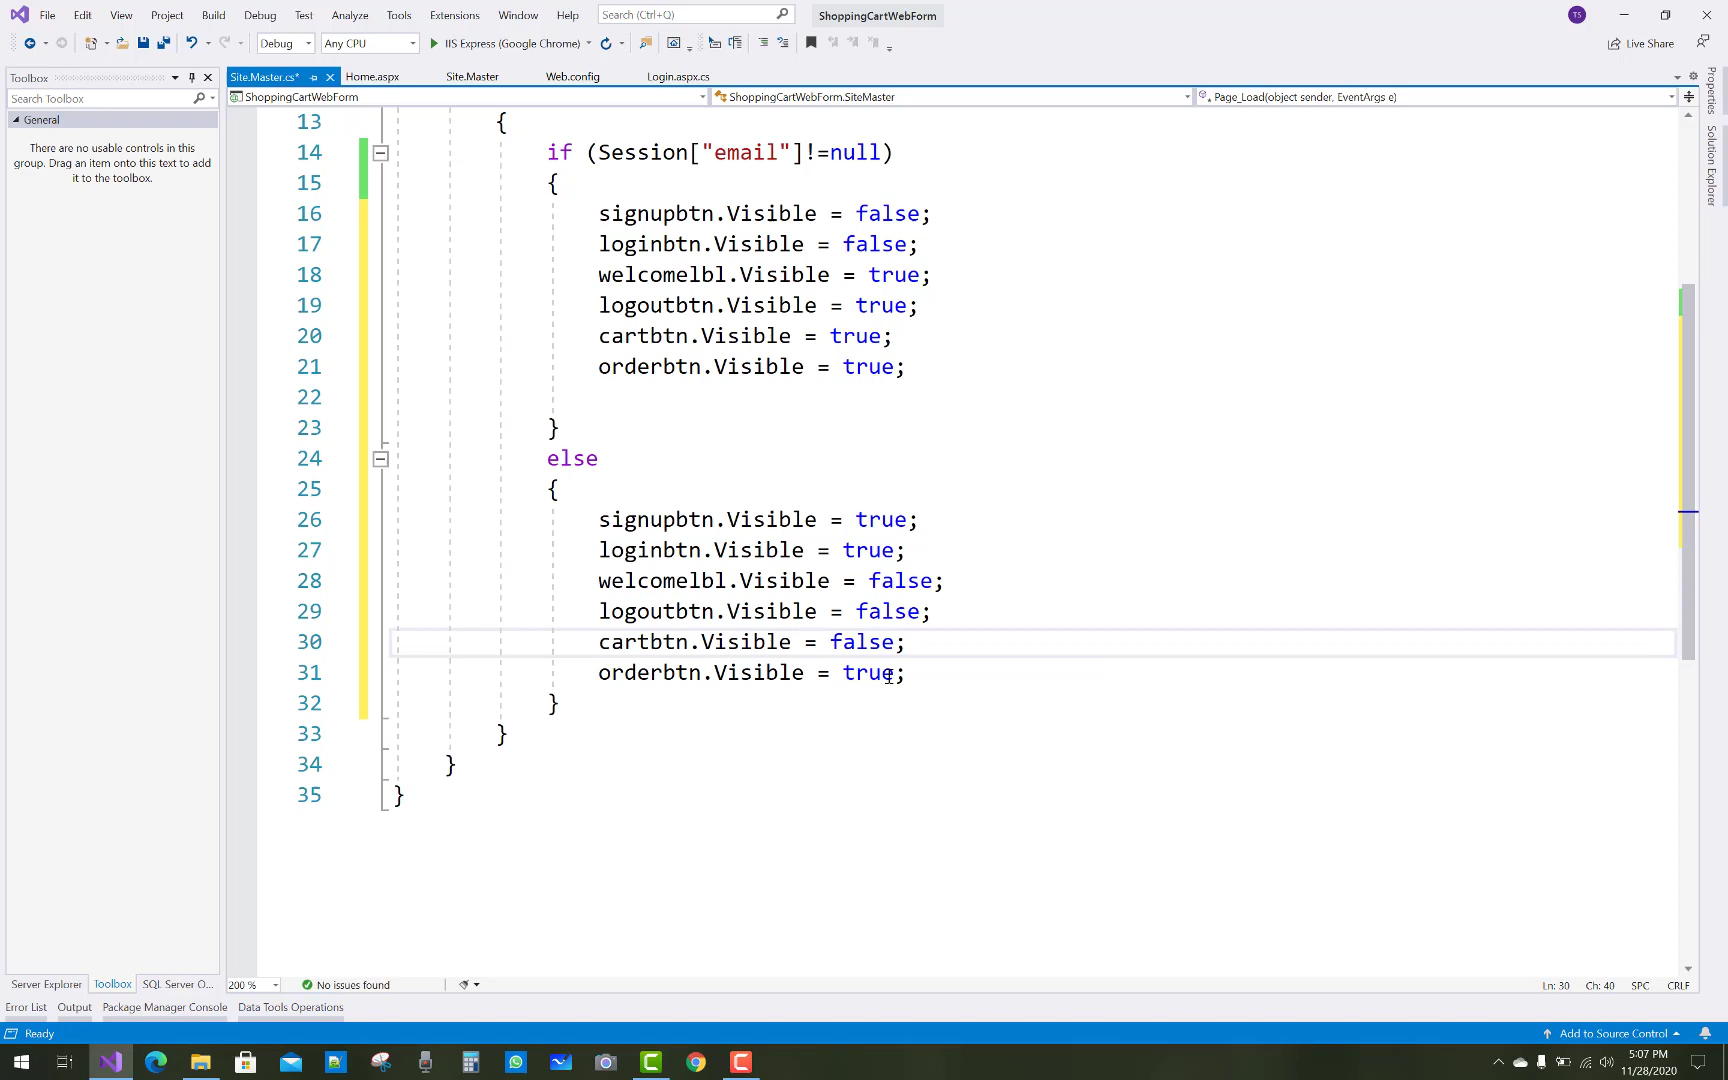 File Edit View Project Build Debug Test Analyze Tools Extensions Window Help Search (Ctrl+Q) ShoppingCartWebForm TS
Debug Any CPU IIS Express (Google Chrome) Live Share
Toolbox Site.Master.cs* Home.aspx Site.Master Web.config Login.aspx.cs
Search Toolbox ShoppingCartWebForm ShoppingCartWebForm.SiteMaster Page_Load(object sender, EventArgs e)
General
There are no usable controls in this
group. Drag an item onto this text to add
it to the toolbox.
Properties
Solution Explorer
13 {
14 if (Session["email"]!=null)
15 {
16 signupbtn.Visible = false;
17 loginbtn.Visible = false;
18 welcomelbl.Visible = true;
19 logoutbtn.Visible = true;
20 cartbtn.Visible = true;
21 orderbtn.Visible = true;
22
23 }
24 else
25 {
26 signupbtn.Visible = true;
27 loginbtn.Visible = true;
28 welcomelbl.Visible = false;
29 logoutbtn.Visible = false;
30 cartbtn.Visible = false;
31 orderbtn.Visible = true;
32 }
33 }
34 }
35 }
Server Explorer Toolbox SQL Server O... 200 % No issues found Ln: 30 Ch: 40 SPC CRLF
Error List Output Package Manager Console Data Tools Operations
Ready Add to Source Control
5:07 PM
11/28/2020